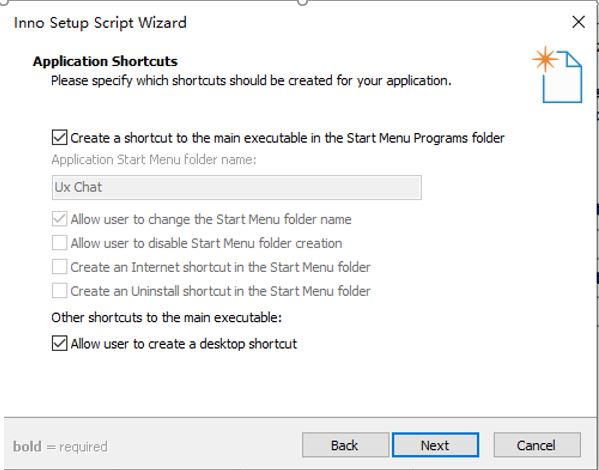 Inno Setup Script Wizard
Application Shortcuts
Please specify which shortcuts should be created for your application.
Create a shortcut to the main executable in the Start Menu Programs folder
Application Start Menu folder name:
Ux Chat
Allow user to change the Start Menu folder name
Allow user to disable Start Menu folder creation
Create an Internet shortcut in the Start Menu folder
Create an Uninstall shortcut in the Start Menu folder
Other shortcuts to the main executable:
Allow user to create a desktop shortcut
bold = required
Back
Next
Cancel